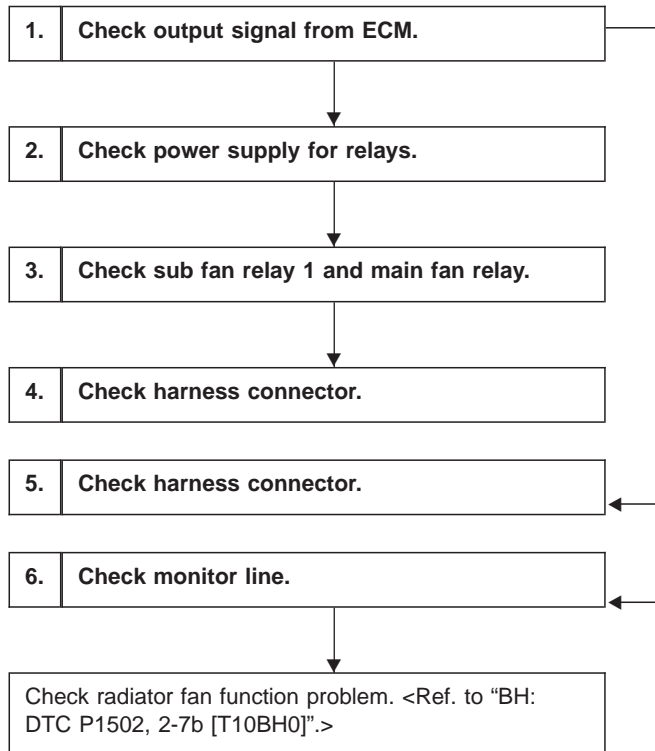 1. Check output signal from ECM.
2. Check power supply for relays.
3. Check sub fan relay 1 and main fan relay.
4. Check harness connector.
5. Check harness connector.
6. Check monitor line.
Check radiator fan function problem. <Ref. to “BH:
DTC P1502, 2-7b [T10BH0]”.>